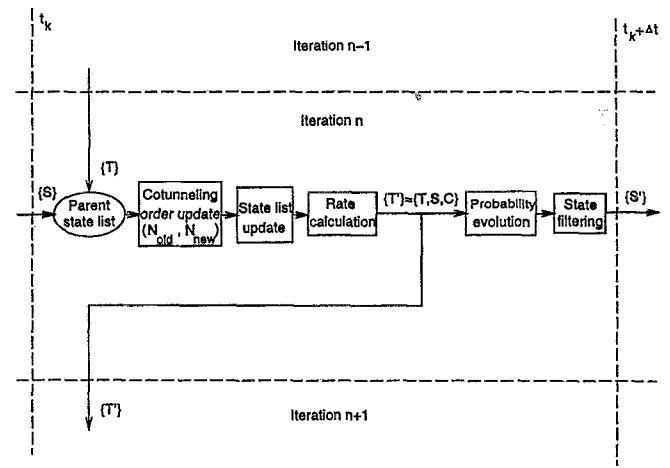 t_k
t_k+Δt
Iteration n−1
Iteration n
{T}
{S}
Parent
state list
Cotunneling
order update
(N_old , N_new)
State list
update
Rate
calculation
{T'}={T,S,C}
Probability
evolution
State
filtering
{S'}
{T'}
Iteration n+1